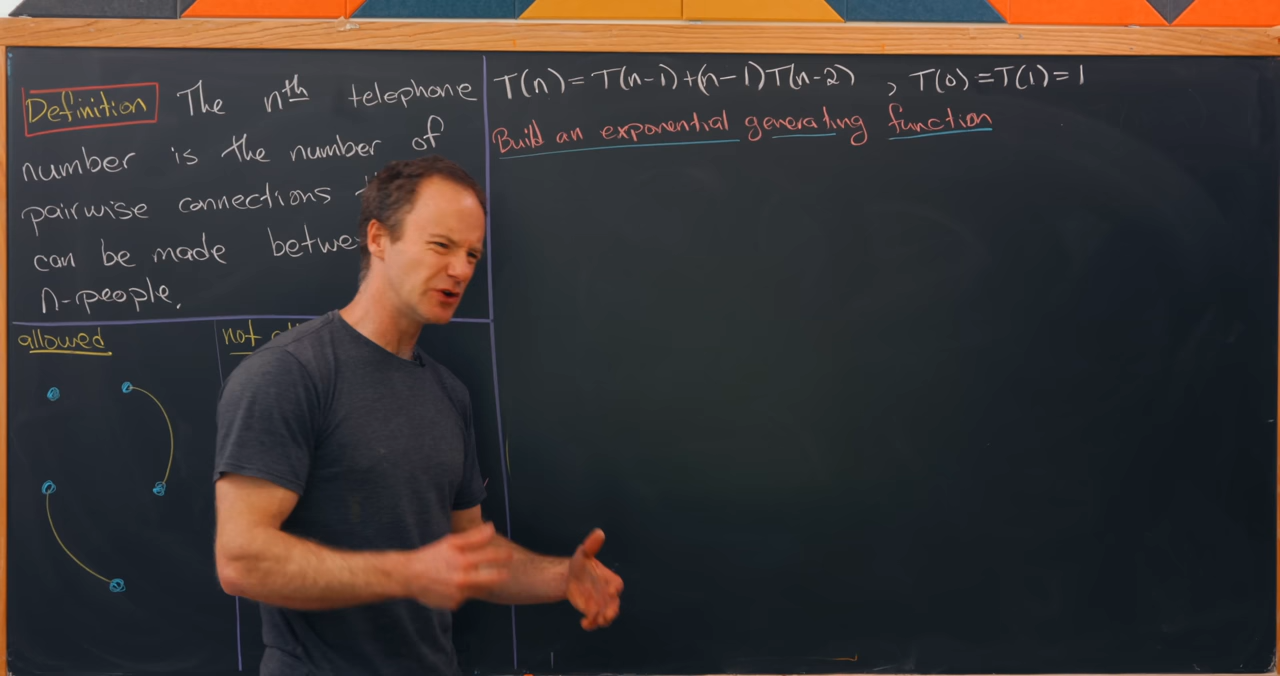 Definition The nth telephone
number is the number of
pairwise connections
can be made
n-people.
allowed
not
T(n)=T(n-1)+(n-1)T(n-2) , T(0)=T(1)=1
Build an exponential generating function